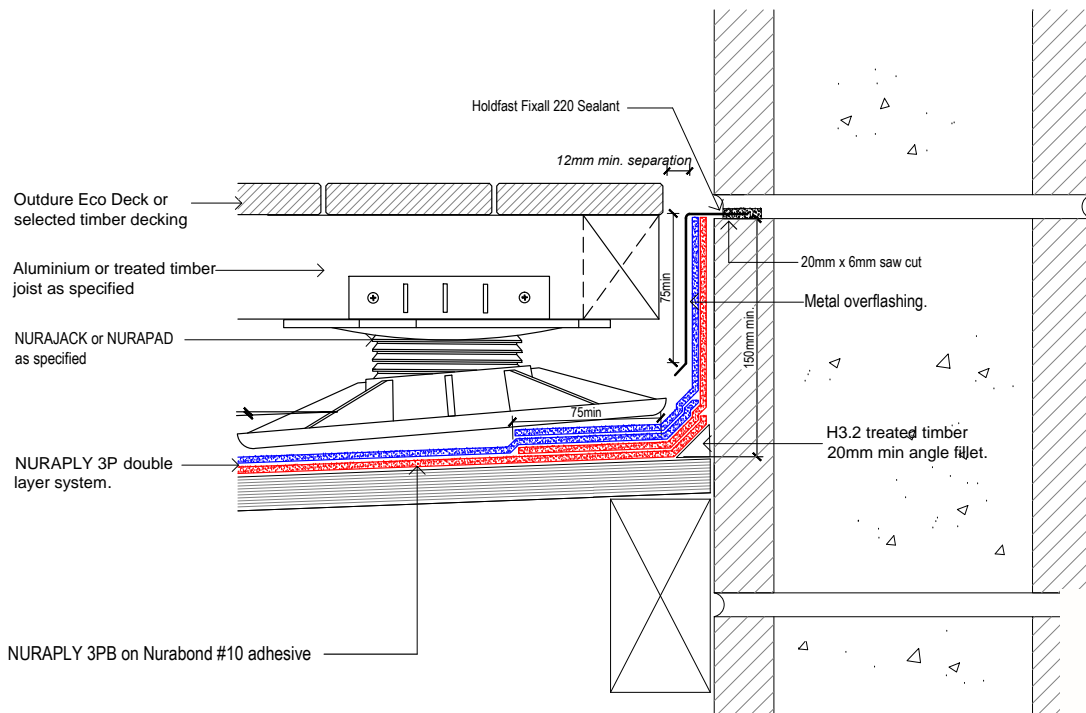 Holdfast Fixall 220 Sealant
12mm min. separation
Outdure Eco Deck or
selected timber decking
20mm x 6mm saw cut
Aluminium or treated timber
joist as specified
75min
Metal overflashing.
NURAJACK or NURAPAD
as specified
150mm min.
75min
H3.2 treated timber
20mm min angle fillet.
NURAPLY 3P double
layer system.
NURAPLY 3PB on Nurabond #10 adhesive